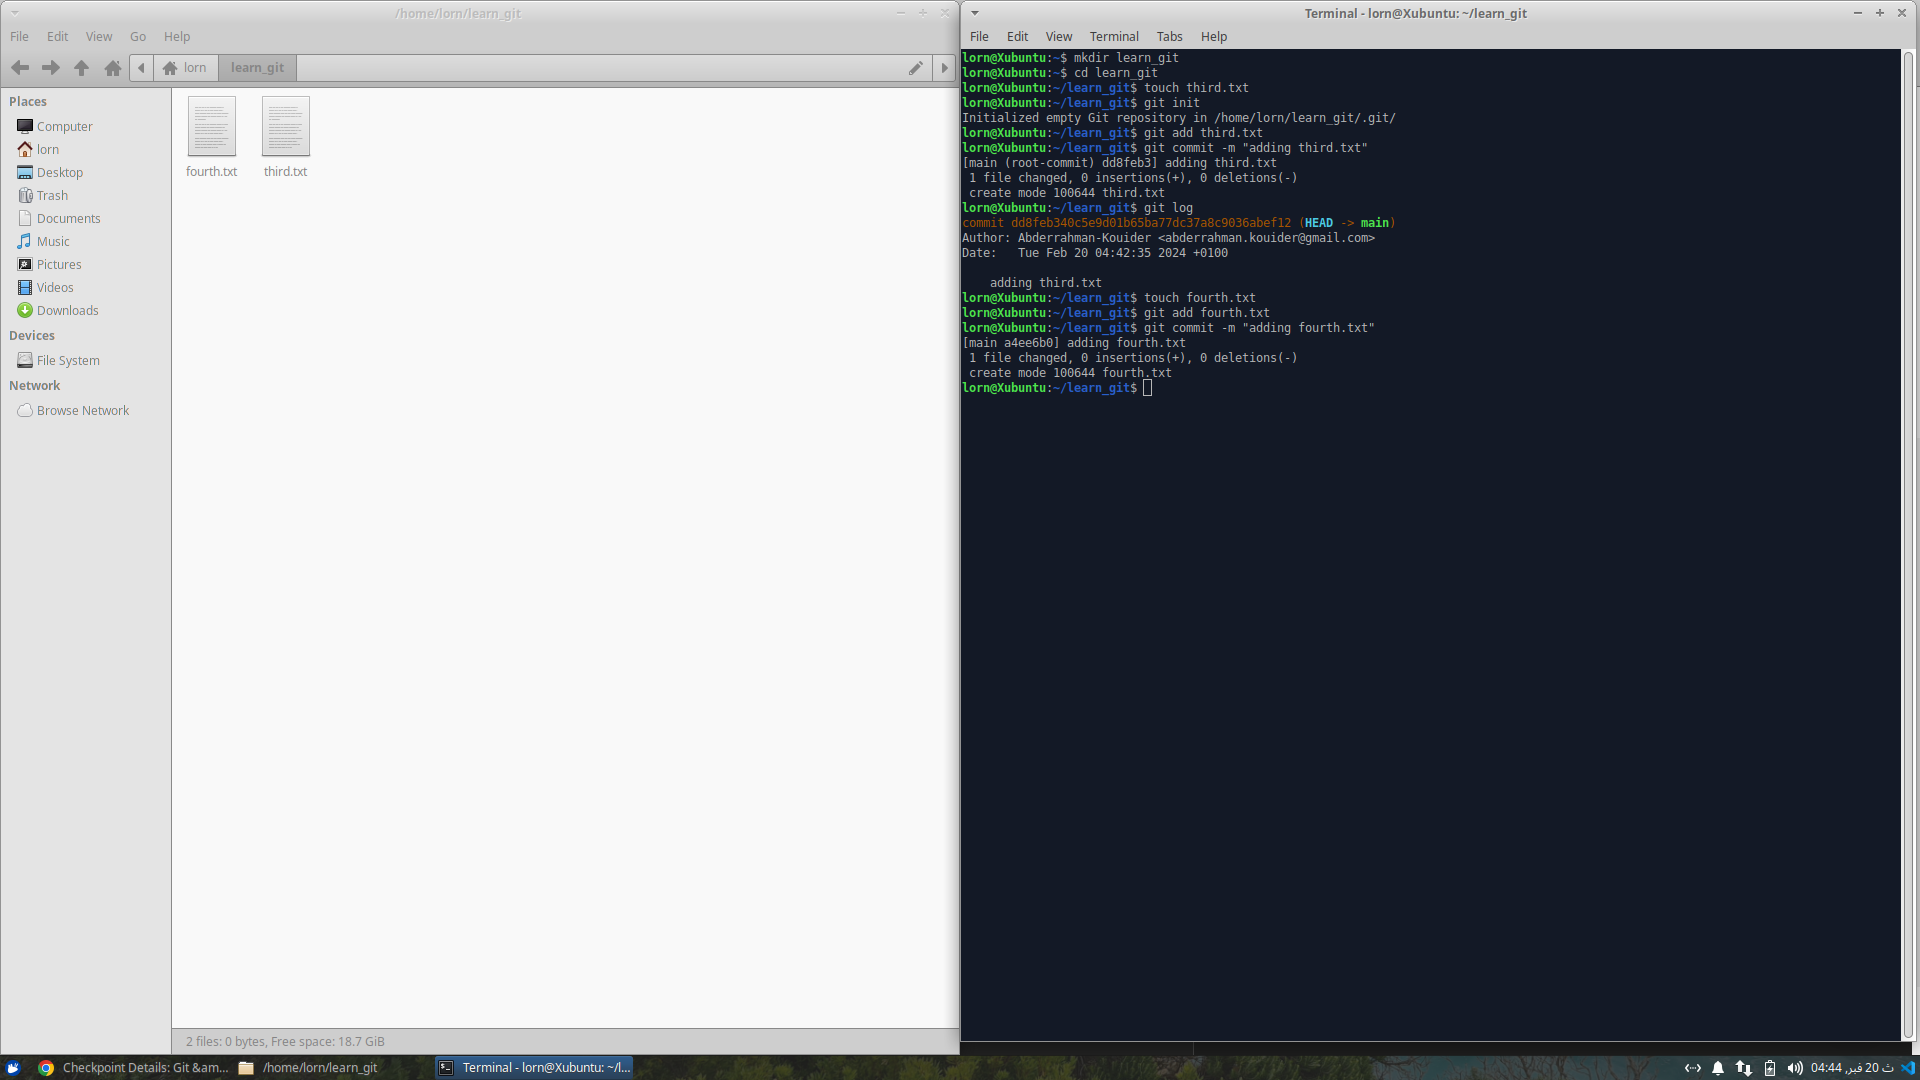 /home/lorn/learn_git
File Edit View Go Help
lorn learn_git
Places
Computer
lorn
Desktop
Trash
Documents
Music
Pictures
Videos
Downloads
Devices
File System
Network
Browse Network
fourth.txt third.txt
2 files: 0 bytes, Free space: 18.7 GiB
Terminal - lorn@Xubuntu: ~/learn_git
File Edit View Terminal Tabs Help
lorn@Xubuntu:~$ mkdir learn_git
lorn@Xubuntu:~$ cd learn_git
lorn@Xubuntu:~/learn_git$ touch third.txt
lorn@Xubuntu:~/learn_git$ git init
Initialized empty Git repository in /home/lorn/learn_git/.git/
lorn@Xubuntu:~/learn_git$ git add third.txt
lorn@Xubuntu:~/learn_git$ git commit -m "adding third.txt"
[main (root-commit) dd8feb3] adding third.txt
 1 file changed, 0 insertions(+), 0 deletions(-)
 create mode 100644 third.txt
lorn@Xubuntu:~/learn_git$ git log
commit dd8feb340c5e9d01b65ba77dc37a8c9036abef12 (HEAD -> main)
Author: Abderrahman-Kouider <abderrahman.kouider@gmail.com>
Date:   Tue Feb 20 04:42:35 2024 +0100
    adding third.txt
lorn@Xubuntu:~/learn_git$ touch fourth.txt
lorn@Xubuntu:~/learn_git$ git add fourth.txt
lorn@Xubuntu:~/learn_git$ git commit -m "adding fourth.txt"
[main a4ee6b0] adding fourth.txt
 1 file changed, 0 insertions(+), 0 deletions(-)
 create mode 100644 fourth.txt
lorn@Xubuntu:~/learn_git$
Checkpoint Details: Git &am... /home/lorn/learn_git Terminal - lorn@Xubuntu: ~/l... ث 20 فبر, 04:44